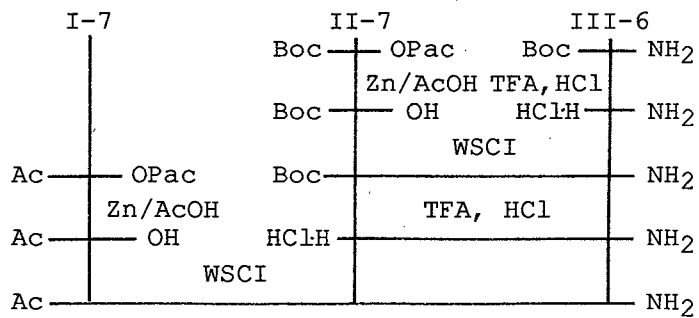 I-7 II-7 III-6
Boc OPac Boc NH2
Zn/AcOH TFA,HCl
Boc OH HCl·H NH2
WSCI
Ac OPac Boc NH2
Zn/AcOH TFA, HCl
Ac OH HCl·H NH2
WSCI
Ac NH2